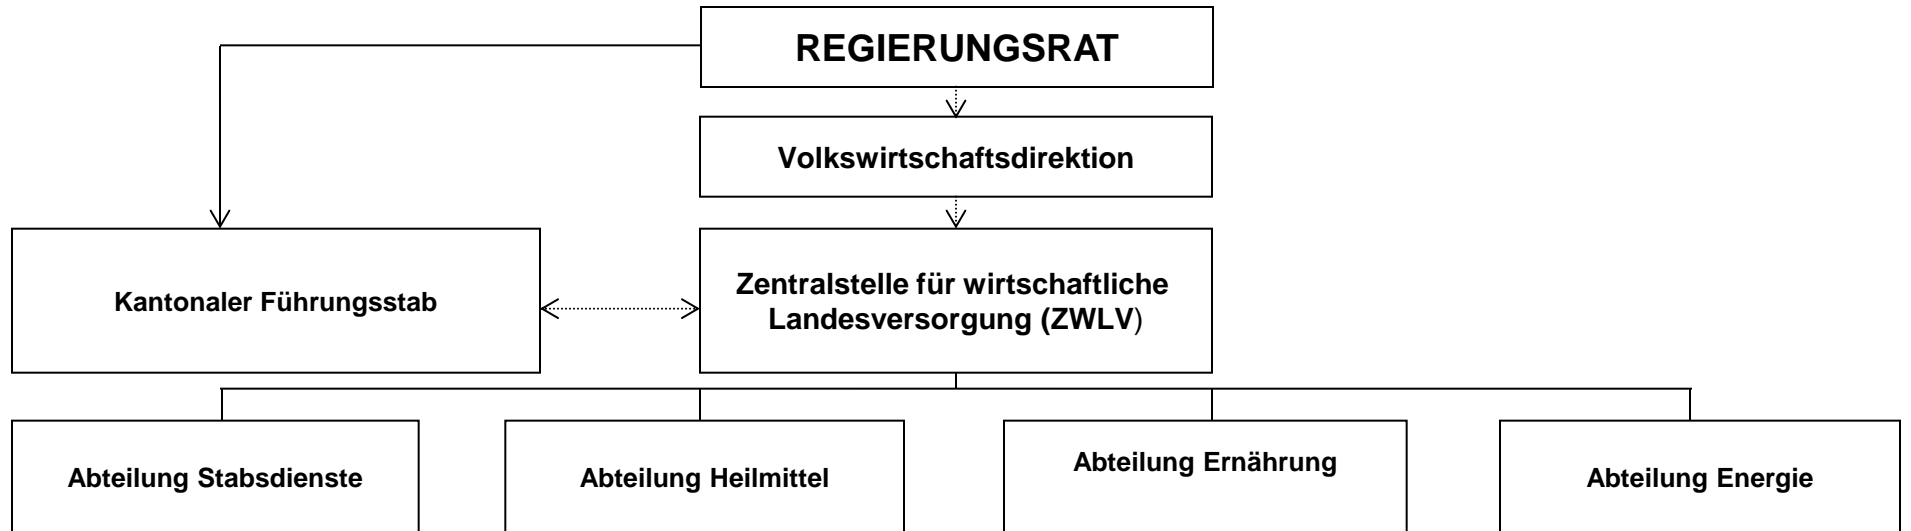 REGIERUNGSRAT
Volkswirtschaftsdirektion
Kantonaler Führungsstab
Zentralstelle für wirtschaftliche
Landesversorgung (ZWLV)
Abteilung Stabsdienste
Abteilung Heilmittel
Abteilung Ernährung
Abteilung Energie